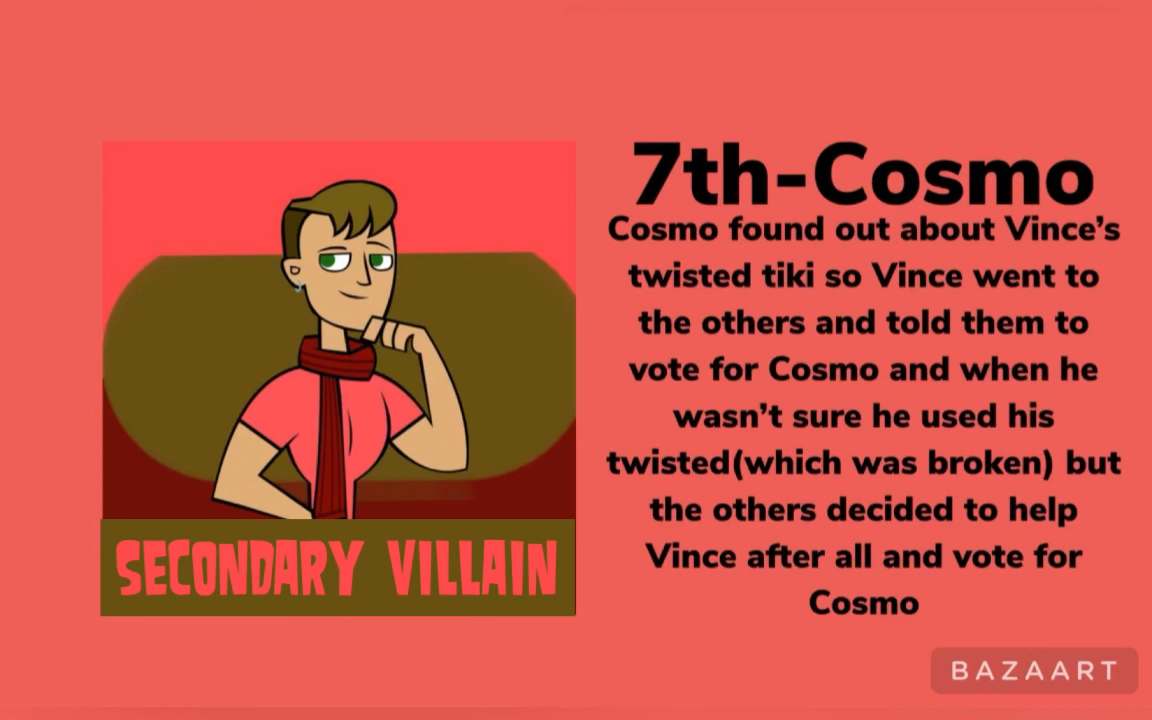 7th-Cosmo
Cosmo found out about Vince’s
twisted tiki so Vince went to
the others and told them to
vote for Cosmo and when he
wasn’t sure he used his
twisted(which was broken) but
the others decided to help
Vince after all and vote for
Cosmo
SECONDARY VILLAIN
BAZAART